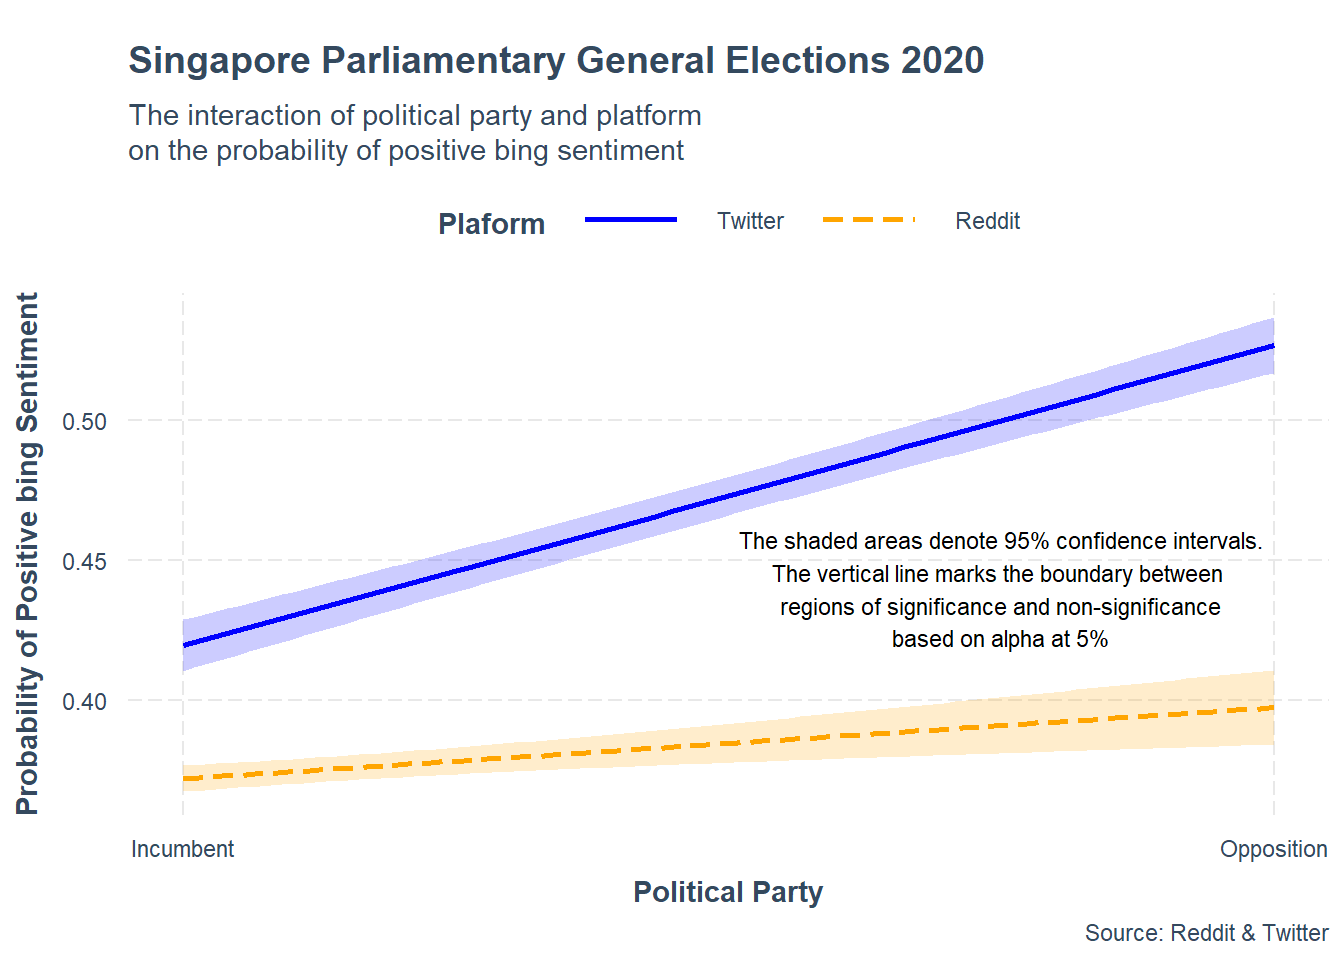 Singapore Parliamentary General Elections 2020
The interaction of political party and platform
on the probability of positive bing sentiment
Plaform Twitter Reddit
Probability of Positive bing Sentiment
0.50
0.45
0.40
The shaded areas denote 95% confidence intervals.
The vertical line marks the boundary between
regions of significance and non-significance
based on alpha at 5%
Incumbent Opposition
Political Party
Source: Reddit & Twitter